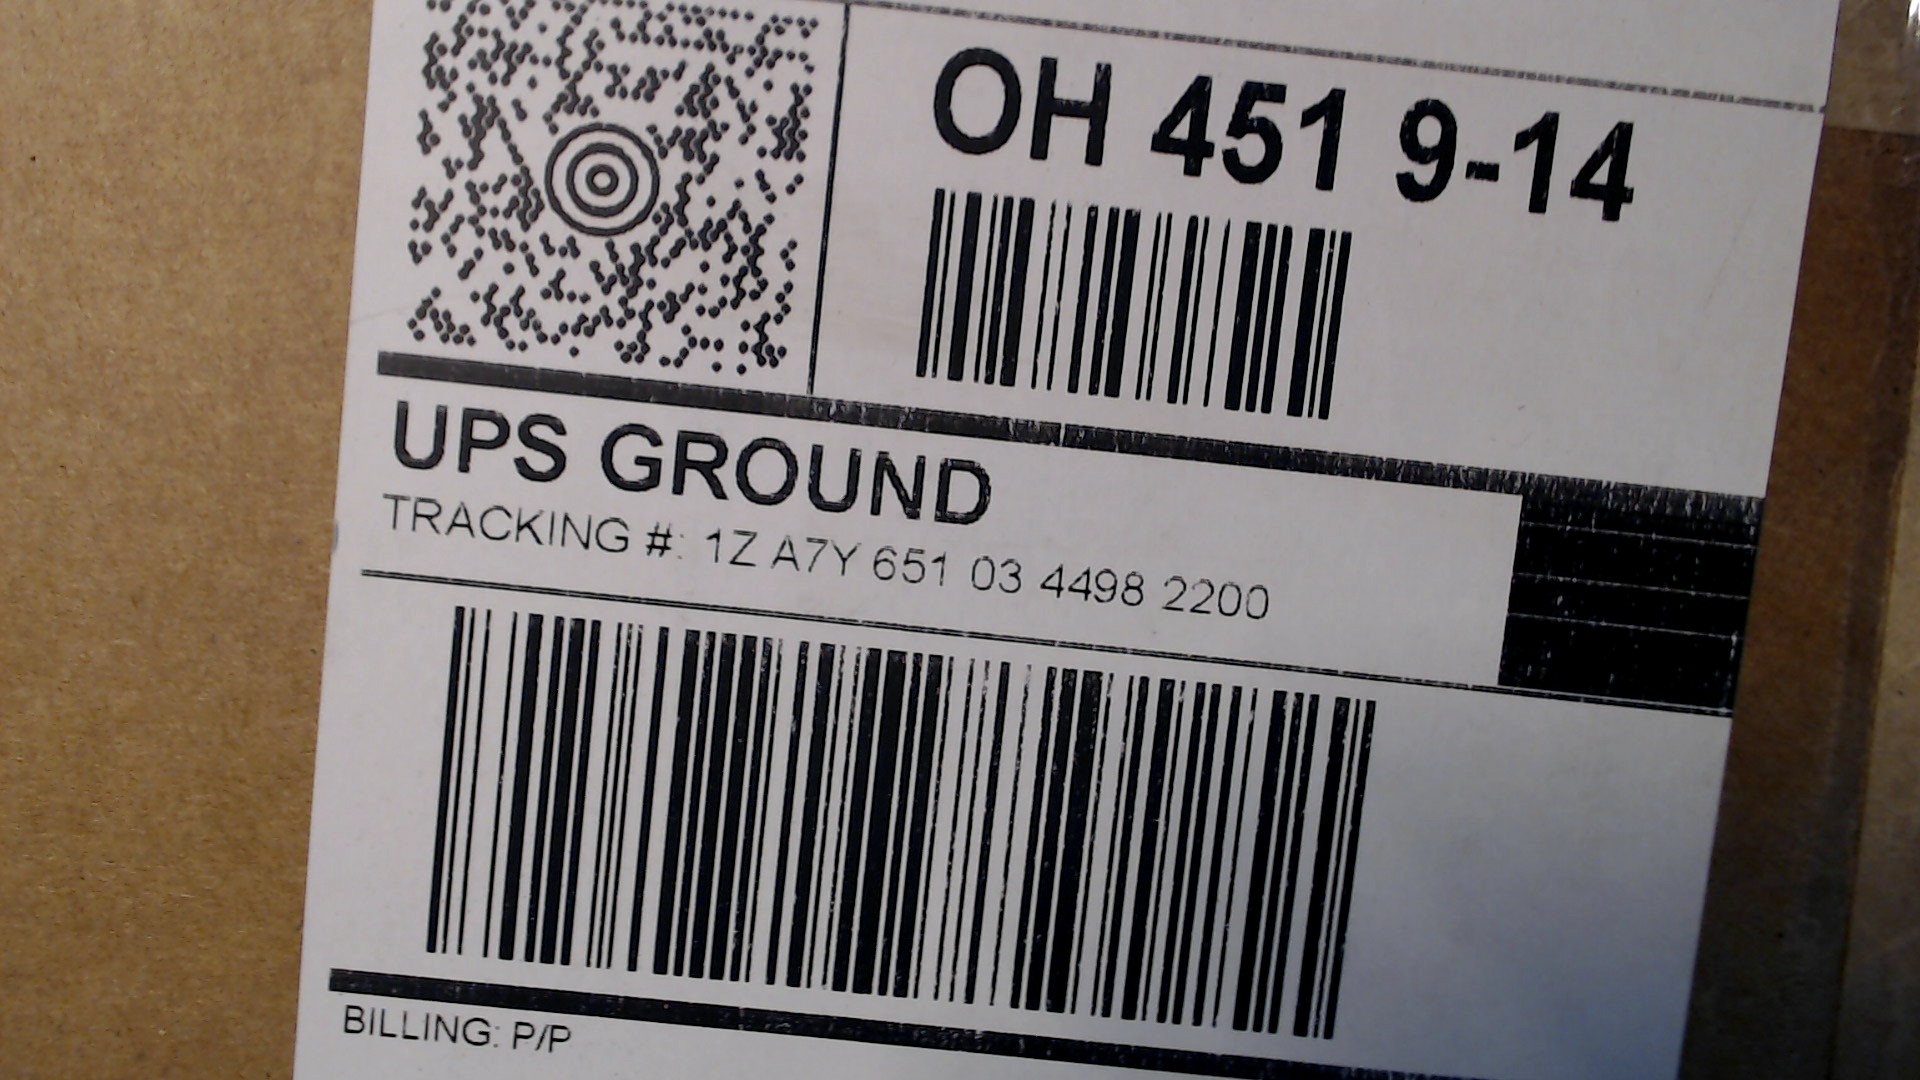 OH 451 9-14
UPS GROUND
TRACKING #: 1Z A7Y 651 03 4498 2200
BILLING: P/P